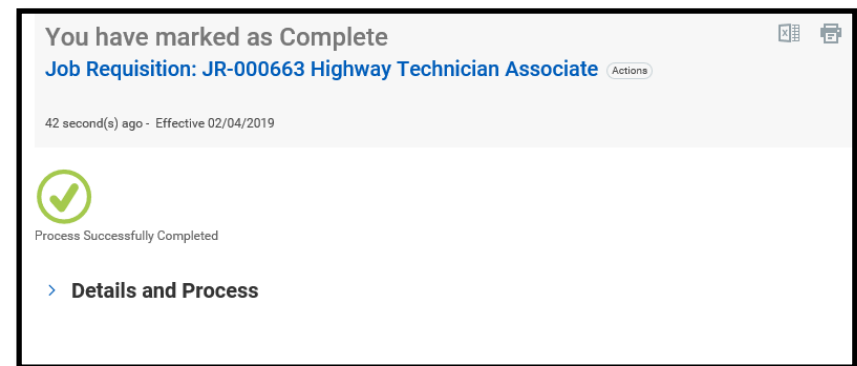 You have marked as Complete
Job Requisition: JR-000663 Highway Technician Associate Actions
42 second(s) ago - Effective 02/04/2019
Process Successfully Completed
Details and Process